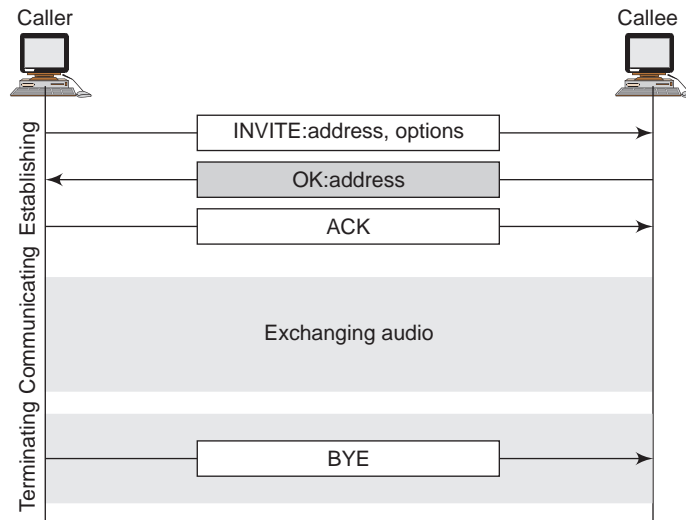 Caller
Callee
Establishing
INVITE:address, options
OK:address
ACK
Communicating
Exchanging audio
Terminating
BYE